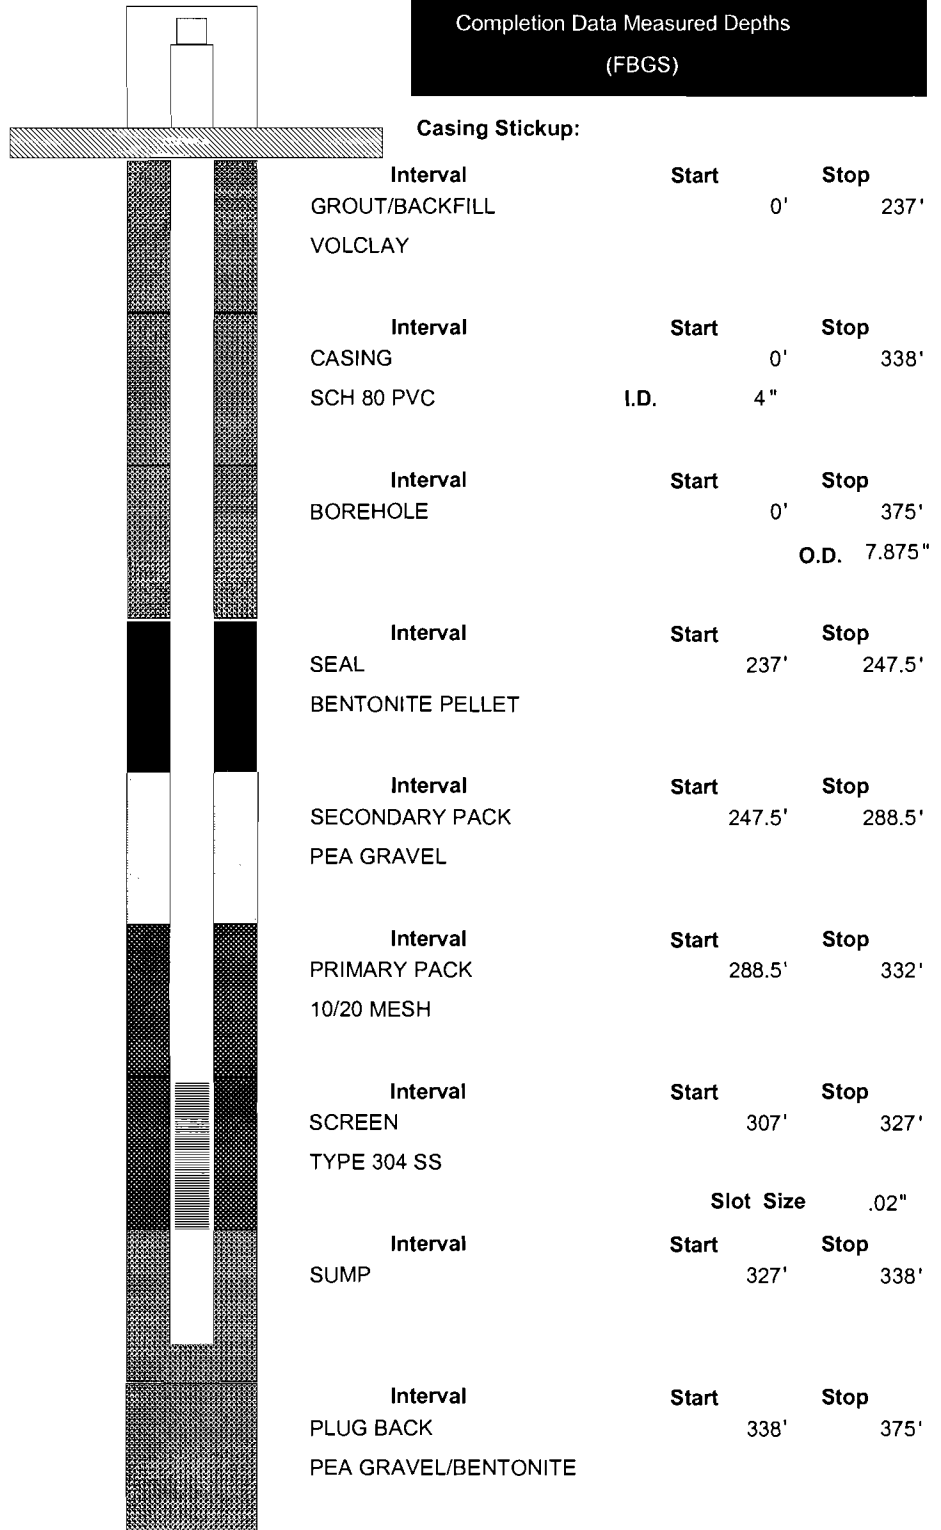 Completion Data Measured Depths
(FBGS)
Casing Stickup:
Interval Start Stop
GROUT/BACKFILL 0' 237'
VOLCLAY
Interval Start Stop
CASING 0' 338'
SCH 80 PVC I.D. 4"
Interval Start Stop
BOREHOLE 0' 375'
O.D. 7.875"
Interval Start Stop
SEAL 237' 247.5'
BENTONITE PELLET
Interval Start Stop
SECONDARY PACK 247.5' 288.5'
PEA GRAVEL
Interval Start Stop
PRIMARY PACK 288.5' 332'
10/20 MESH
Interval Start Stop
SCREEN 307' 327'
TYPE 304 SS
Slot Size .02"
Interval Start Stop
SUMP 327' 338'
Interval Start Stop
PLUG BACK 338' 375'
PEA GRAVEL/BENTONITE